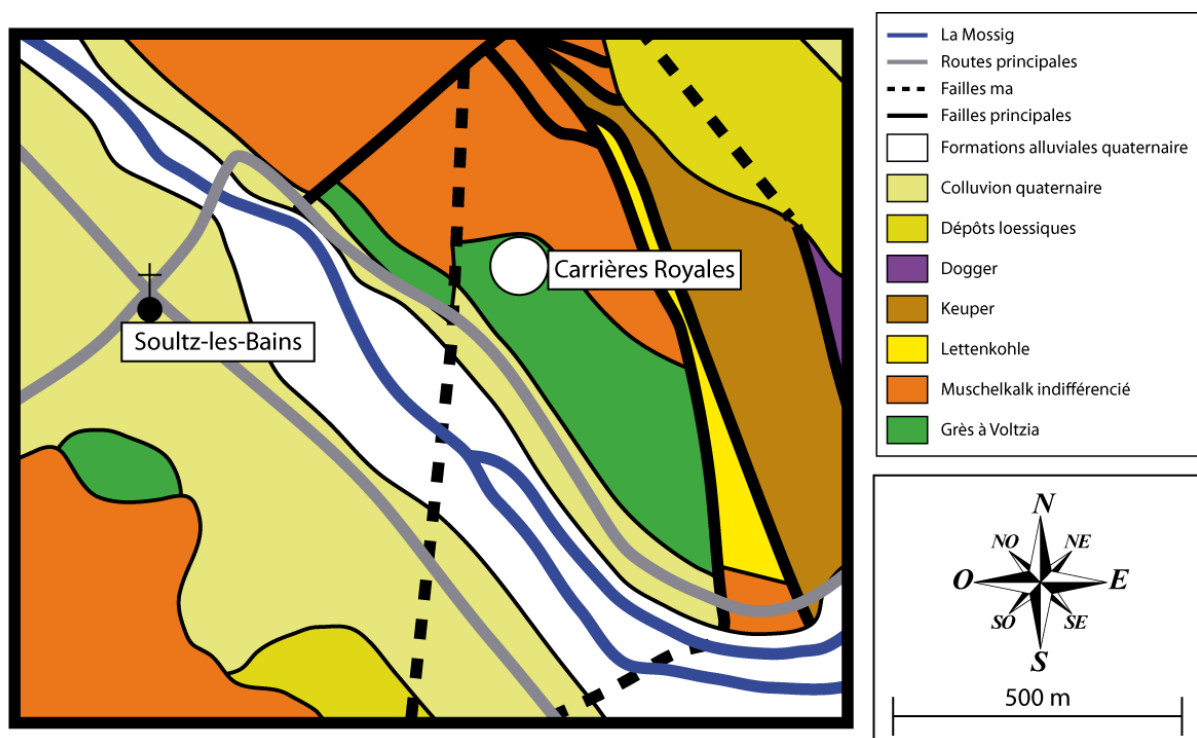 Carrières Royales
Soultz-les-Bains
La Mossig
Routes principales
Failles ma
Failles principales
Formations alluviales quaternaire
Colluvion quaternaire
Dépôts loessiques
Dogger
Keuper
Lettenkohle
Muschelkalk indifférencié
Grès à Voltzia
N
NO NE
O E
SO SE
S
500 m